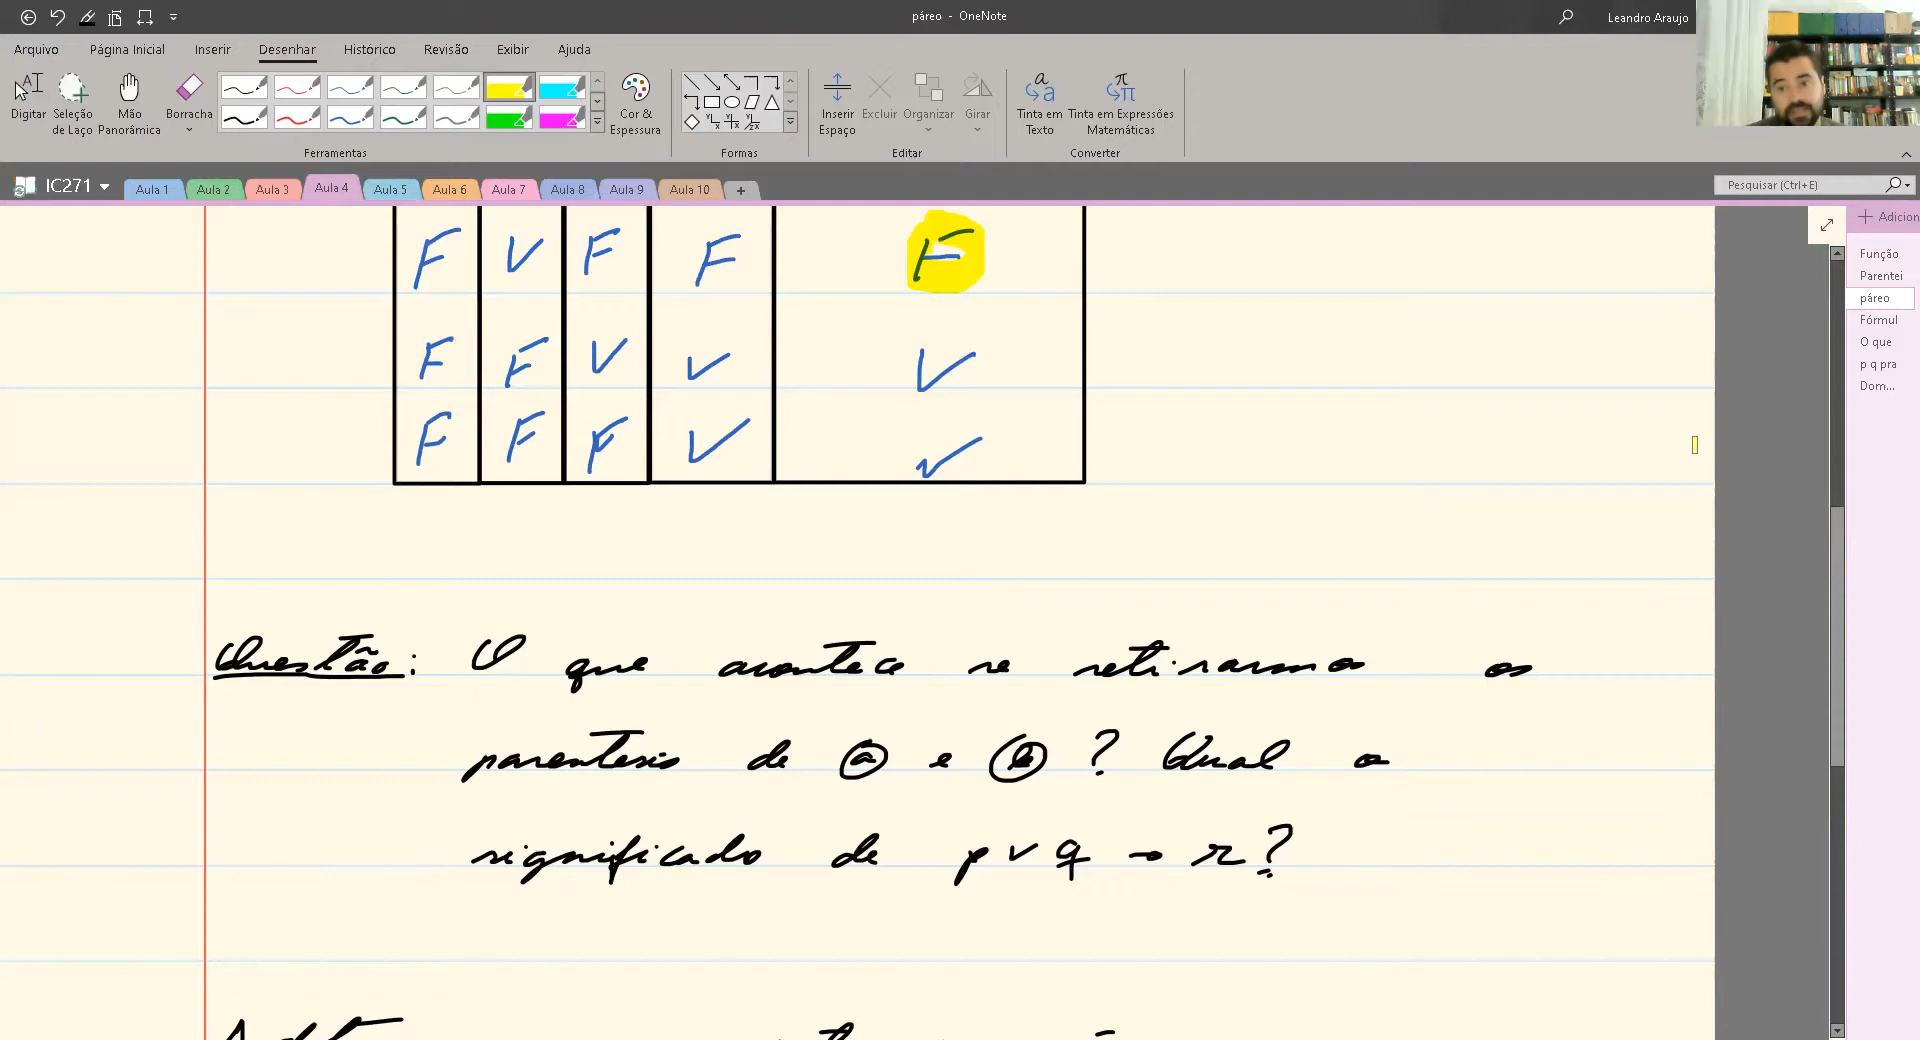 páreo - OneNote
Leandro Araujo
Arquivo Página Inicial Inserir Desenhar Histórico Revisão Exibir Ajuda
Digitar Seleção de Laço Mão Panorâmica Borracha
Cor & Espessura
Inserir Espaço Excluir Organizar Girar
Tinta em Texto Tinta em Expressões Matemáticas
Ferramentas Formas Editar Converter
IC271 Aula 1 Aula 2 Aula 3 Aula 4 Aula 5 Aula 6 Aula 7 Aula 8 Aula 9 Aula 10 +
Pesquisar (Ctrl+E)
Adicion
Função
Parentei
páreo
Fórmul
O que
p q pra
Dom...
F V F F F
F F V V V
F F F V V
Questão: O que acontece se retirarmos os
parentesis de ⓐ e ⓑ ? Qual o
significado de p ∨ q → r ?